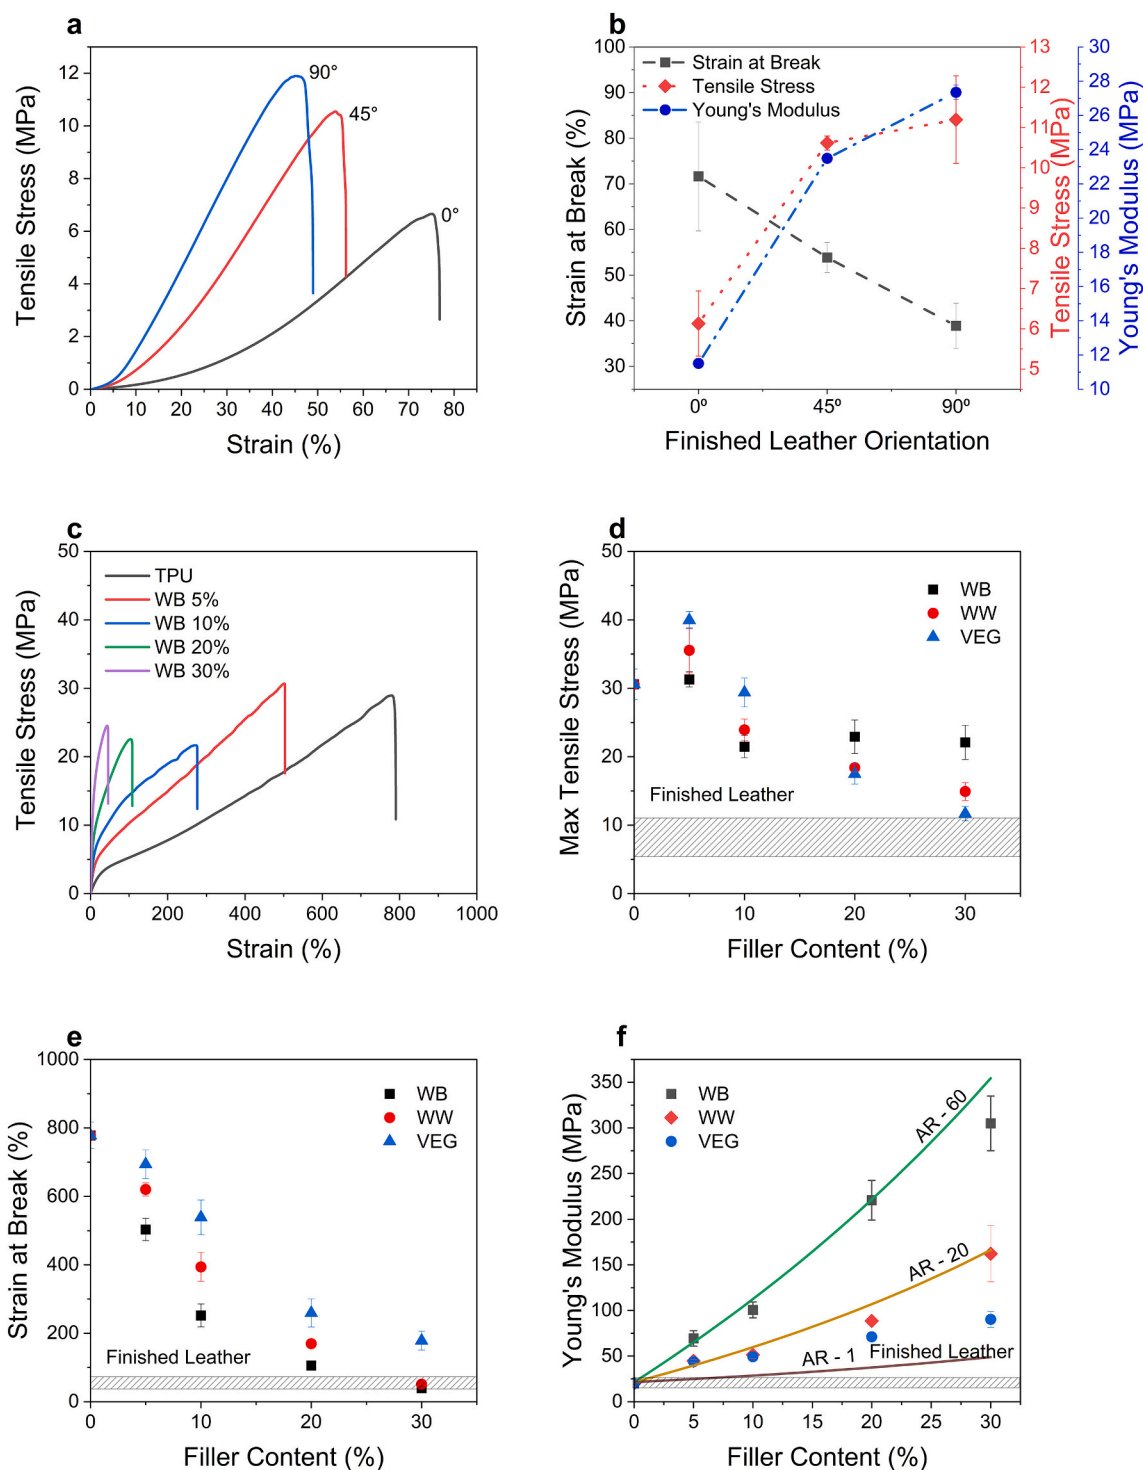 a
Tensile Stress (MPa)
12
10
8
6
4
2
0
0 10 20 30 40 50 60 70 80
Strain (%)
90°
45°
0°
b
Strain at Break (%)
100
90
80
70
60
50
40
30
Strain at Break
Tensile Stress
Young's Modulus
0º 45º 90º
Finished Leather Orientation
13
12
11
10
9
8
7
6
5
Tensile Stress (MPa)
30
28
26
24
22
20
18
16
14
12
10
Young's Modulus (MPa)
c
Tensile Stress (MPa)
50
40
30
20
10
0
TPU
WB 5%
WB 10%
WB 20%
WB 30%
0 200 400 600 800 1000
Strain (%)
d
Max Tensile Stress (MPa)
50
40
30
20
10
0
WB
WW
VEG
Finished Leather
0 10 20 30
Filler Content (%)
e
Strain at Break (%)
1000
800
600
400
200
0
WB
WW
VEG
Finished Leather
0 10 20 30
Filler Content (%)
f
Young's Modulus (MPa)
350
300
250
200
150
100
50
0
WB
WW
VEG
AR - 60
AR - 20
AR - 1
Finished Leather
0 5 10 15 20 25 30
Filler Content (%)